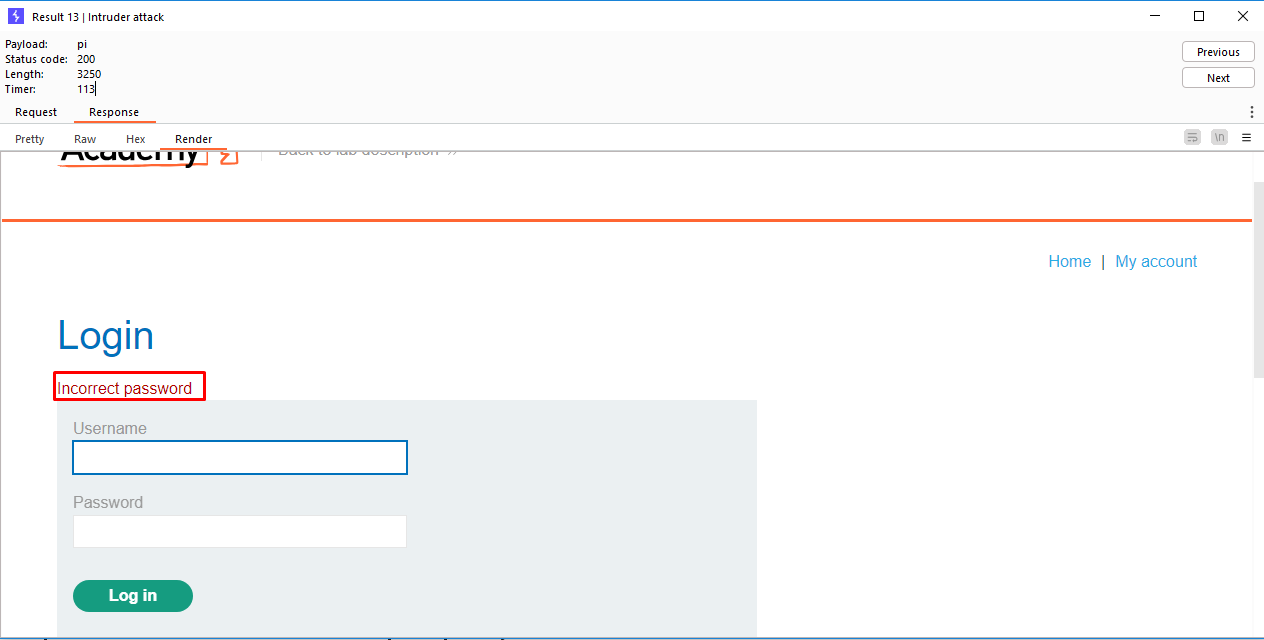 Result 13 | Intruder attack
Payload: pi
Status code: 200
Length: 3250
Timer: 113
Previous
Next
Request Response
Pretty Raw Hex Render
\n
Academy
Back to lab description »
Home | My account
Login
Incorrect password
Username
Password
Log in